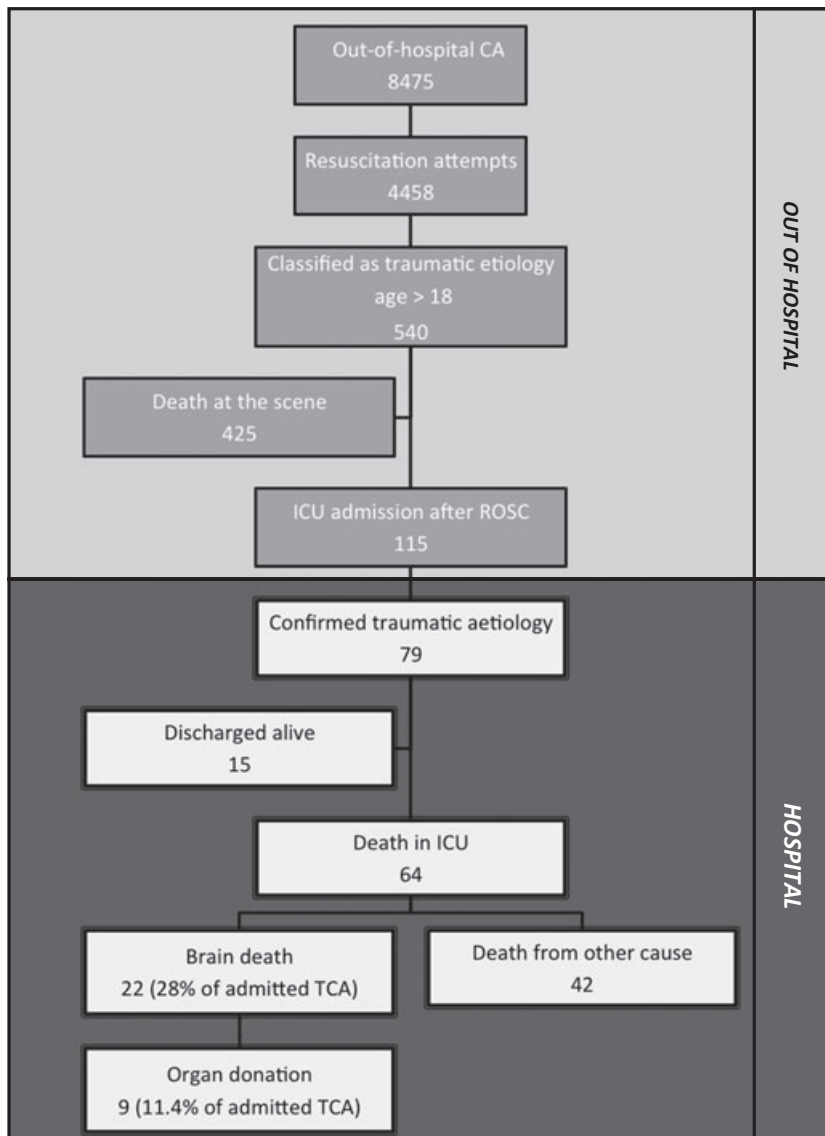 Out-of-hospital CA
8475
Resuscitation attempts
4458
Classified as traumatic etiology
age > 18
540
Death at the scene
425
ICU admission after ROSC
115
OUT OF HOSPITAL
Confirmed traumatic aetiology
79
Discharged alive
15
Death in ICU
64
Brain death
22 (28% of admitted TCA)
Death from other cause
42
Organ donation
9 (11.4% of admitted TCA)
HOSPITAL